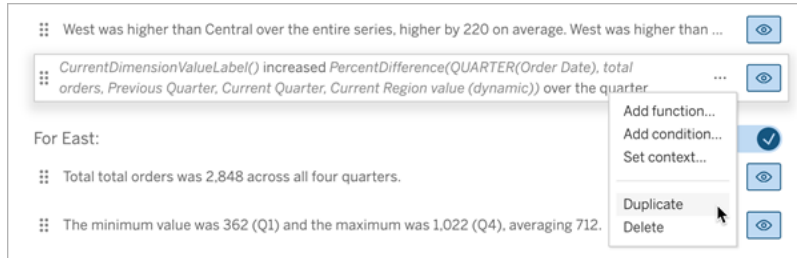 West was higher than Central over the entire series, higher by 220 on average. West was higher than ...
CurrentDimensionValueLabel() increased PercentDifference(QUARTER(Order Date), total
orders, Previous Quarter, Current Quarter, Current Region value (dynamic)) over the quarter
Add function...
Add condition...
Set context...
Duplicate
Delete
For East:
Total total orders was 2,848 across all four quarters.
The minimum value was 362 (Q1) and the maximum was 1,022 (Q4), averaging 712.